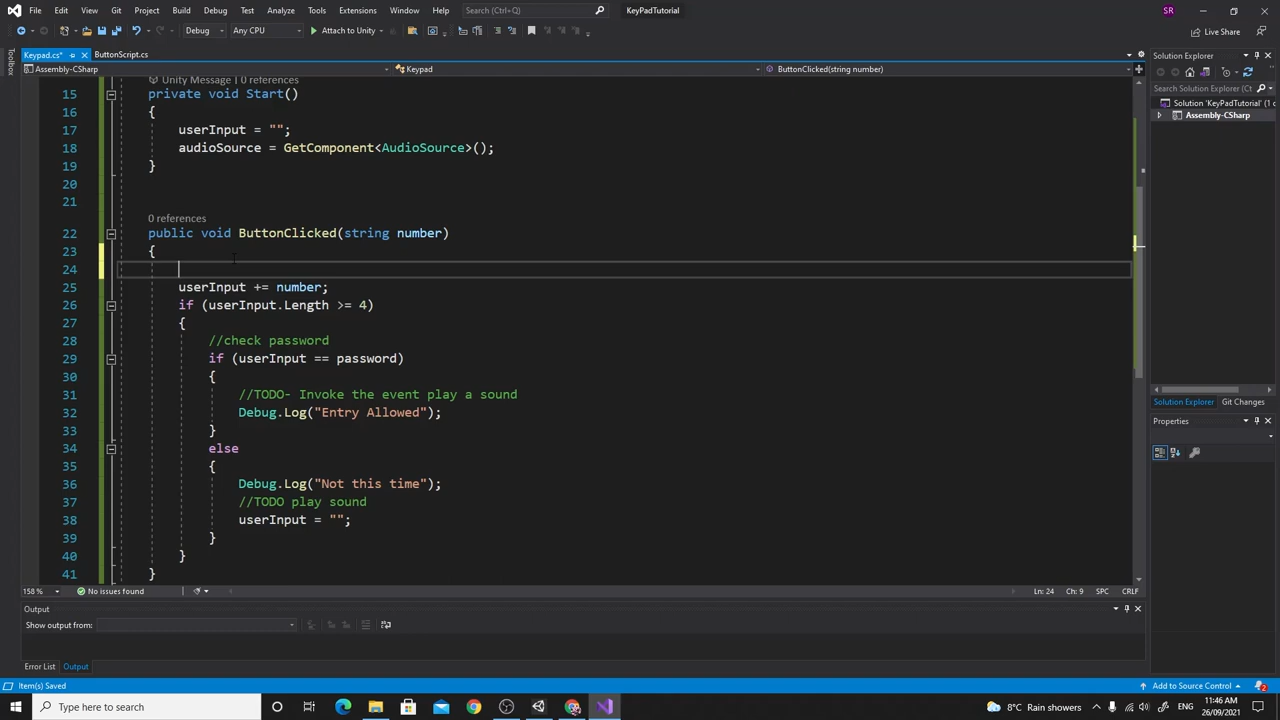 File Edit View Git Project Build Debug Test Analyze Tools Extensions Window Help Search (Ctrl+Q) KeyPadTutorial SR
Debug Any CPU Attach to Unity Live Share
Keypad.cs* ButtonScript.cs Solution Explorer
Assembly-CSharp Keypad ButtonClicked(string number)
Search Solution Explorer (Ct
Solution 'KeyPadTutorial' (1 c
Assembly-CSharp
Unity Message | 0 references
15 private void Start()
16 {
17 userInput = "";
18 audioSource = GetComponent<AudioSource>();
19 }
20
21
0 references
22 public void ButtonClicked(string number)
23 {
24
25 userInput += number;
26 if (userInput.Length >= 4)
27 {
28 //check password
29 if (userInput == password)
30 {
31 //TODO- Invoke the event play a sound
32 Debug.Log("Entry Allowed");
33 }
34 else
35 {
36 Debug.Log("Not this time");
37 //TODO play sound
38 userInput = "";
39 }
40 }
41 }
Solution Explorer Git Changes
Properties
158 % No issues found Ln: 24 Ch: 9 SPC CRLF
Output
Show output from:
Error List Output
Item(s) Saved Add to Source Control 2
Type here to search 8°C Rain showers ENG 11:46 AM
26/09/2021 2